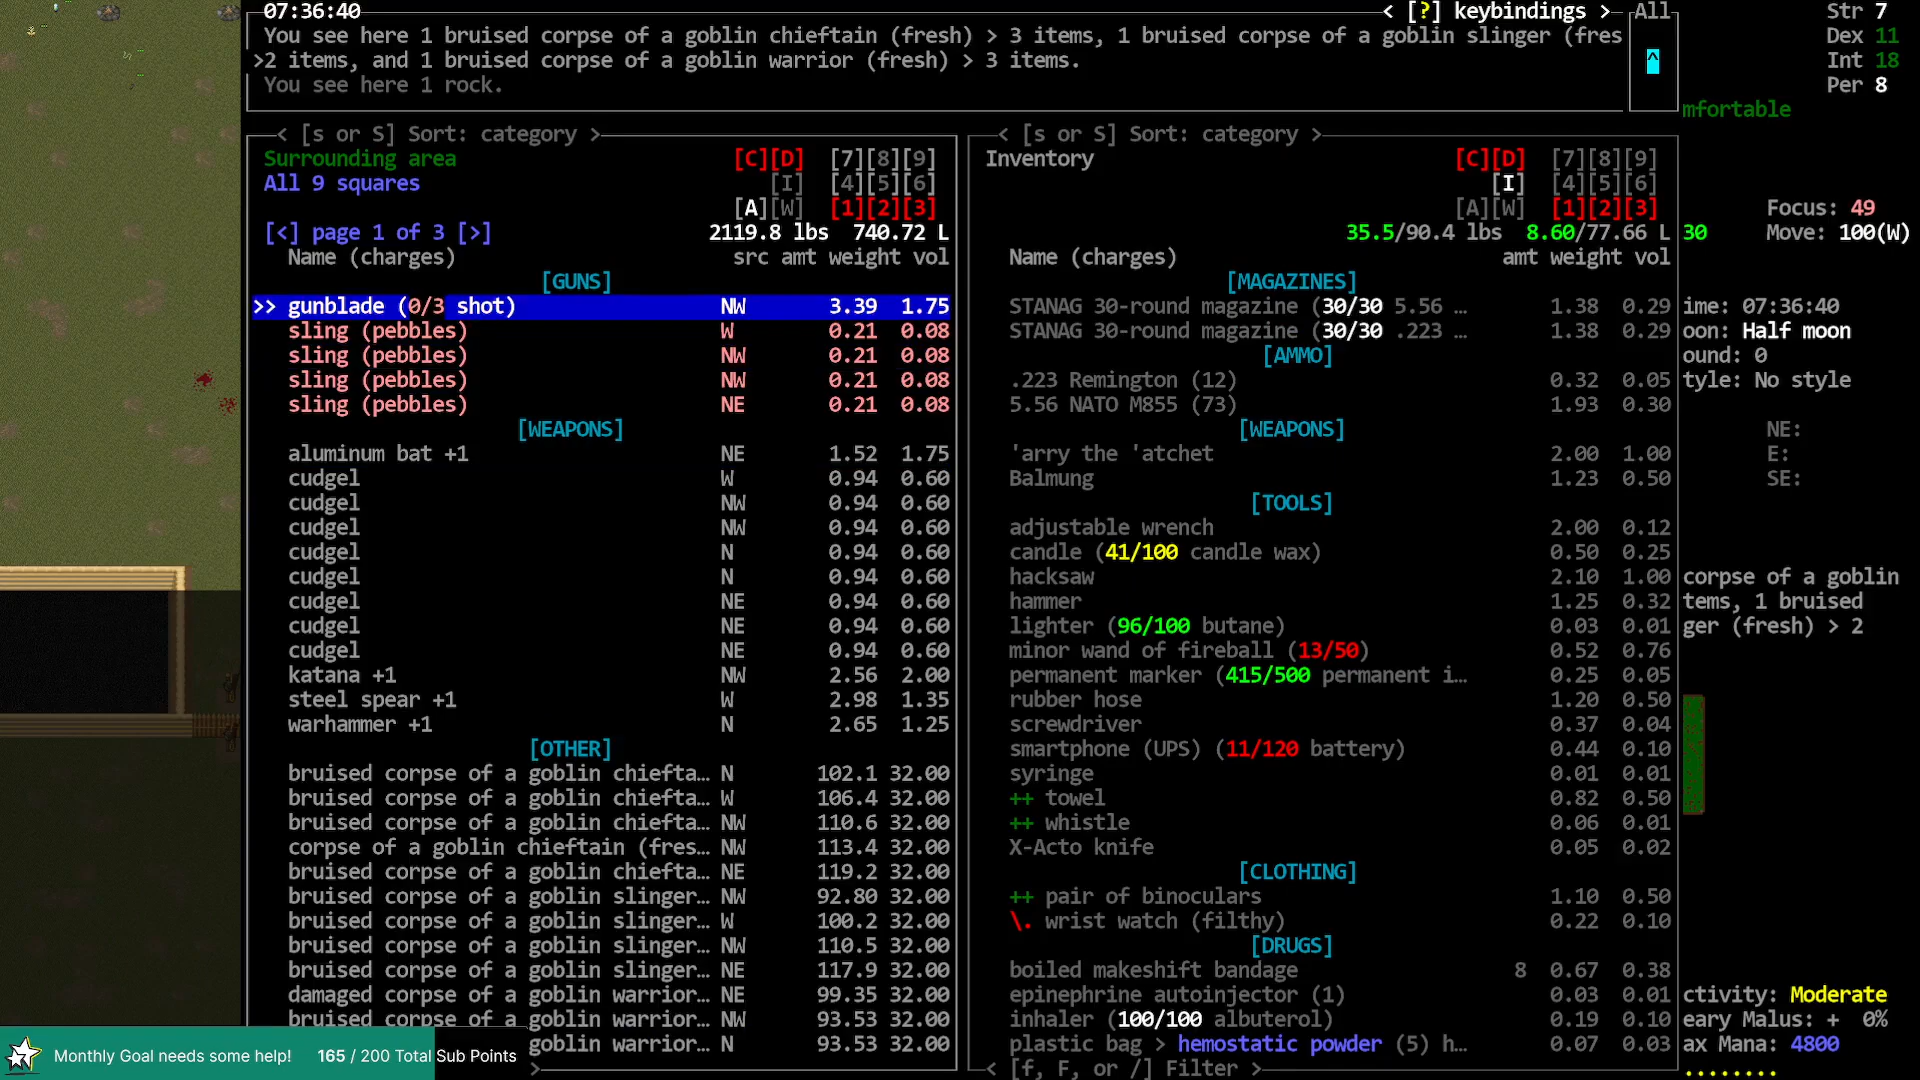 07:36:40 < [?] keybindings > All Str 7
You see here 1 bruised corpse of a goblin chieftain (fresh) > 3 items, 1 bruised corpse of a goblin slinger (fres Dex 11
>2 items, and 1 bruised corpse of a goblin warrior (fresh) > 3 items. ^ Int 18
You see here 1 rock. Per 8
mfortable
< [s or S] Sort: category > < [s or S] Sort: category >
Surrounding area [C][D] [7][8][9] Inventory [C][D] [7][8][9]
All 9 squares [I] [4][5][6] [I] [4][5][6]
[A][W] [1][2][3] [A][W] [1][2][3] Focus: 49
[<] page 1 of 3 [>] 2119.8 lbs 740.72 L 35.5/90.4 lbs 8.60/77.66 L 30 Move: 100(W)
Name (charges) src amt weight vol Name (charges) amt weight vol
[GUNS] [MAGAZINES]
>> gunblade (0/3 shot) NW 3.39 1.75 STANAG 30-round magazine (30/30 5.56 … 1.38 0.29 ime: 07:36:40
sling (pebbles) W 0.21 0.08 STANAG 30-round magazine (30/30 .223 … 1.38 0.29 oon: Half moon
sling (pebbles) NW 0.21 0.08 [AMMO] ound: 0
sling (pebbles) NW 0.21 0.08 .223 Remington (12) 0.32 0.05 tyle: No style
sling (pebbles) NE 0.21 0.08 5.56 NATO M855 (73) 1.93 0.30
[WEAPONS] [WEAPONS] NE:
aluminum bat +1 NE 1.52 1.75 'arry the 'atchet 2.00 1.00 E:
cudgel W 0.94 0.60 Balmung 1.23 0.50 SE:
cudgel NW 0.94 0.60 [TOOLS]
cudgel NW 0.94 0.60 adjustable wrench 2.00 0.12
cudgel N 0.94 0.60 candle (41/100 candle wax) 0.50 0.25
cudgel N 0.94 0.60 hacksaw 2.10 1.00 corpse of a goblin
cudgel NE 0.94 0.60 hammer 1.25 0.32 tems, 1 bruised
cudgel NE 0.94 0.60 lighter (96/100 butane) 0.03 0.01 ger (fresh) > 2
cudgel NE 0.94 0.60 minor wand of fireball (13/50) 0.52 0.76
katana +1 NW 2.56 2.00 permanent marker (415/500 permanent i… 0.25 0.05
steel spear +1 W 2.98 1.35 rubber hose 1.20 0.50
warhammer +1 N 2.65 1.25 screwdriver 0.37 0.04
[OTHER] smartphone (UPS) (11/120 battery) 0.44 0.10
bruised corpse of a goblin chiefta… N 102.1 32.00 syringe 0.01 0.01
bruised corpse of a goblin chiefta… W 106.4 32.00 ++ towel 0.82 0.50
bruised corpse of a goblin chiefta… NW 110.6 32.00 ++ whistle 0.06 0.01
corpse of a goblin chieftain (fres… NW 113.4 32.00 X-Acto knife 0.05 0.02
bruised corpse of a goblin chiefta… NE 119.2 32.00 [CLOTHING]
bruised corpse of a goblin slinger… NW 92.80 32.00 ++ pair of binoculars 1.10 0.50
bruised corpse of a goblin slinger… W 100.2 32.00 \. wrist watch (filthy) 0.22 0.10
bruised corpse of a goblin slinger… NW 110.5 32.00 [DRUGS]
bruised corpse of a goblin slinger… NE 117.9 32.00 boiled makeshift bandage 8 0.67 0.38
damaged corpse of a goblin warrior… NE 99.35 32.00 epinephrine autoinjector (1) 0.03 0.01 ctivity: Moderate
bruised corpse of a goblin warrior… NW 93.53 32.00 inhaler (100/100 albuterol) 0.19 0.10 eary Malus: + 0%
goblin warrior… N 93.53 32.00 plastic bag > hemostatic powder (5) h… 0.07 0.03 ax Mana: 4800
Monthly Goal needs some help! 165 / 200 Total Sub Points
> < [f, F, or /] Filter > ........